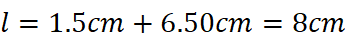 l = 1.5cm + 6.50cm = 8cm